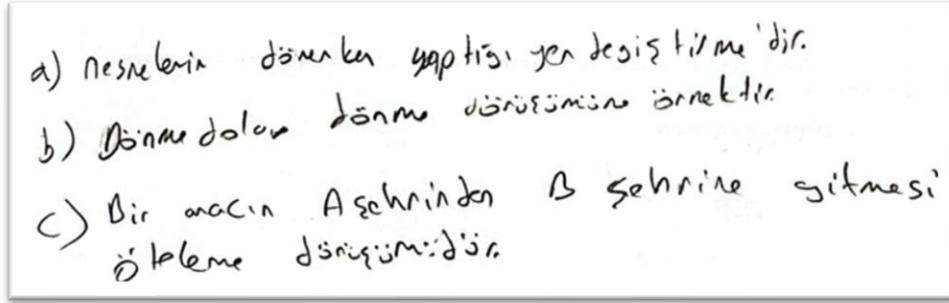 a) nesnelerin dönerken yaptığı yer değiştirme'dir.
b) Dönme dolap dönme dönüşümüne örnektir.
c) Bir aracın A şehrinden B şehrine gitmesi
öteleme dönüşümüdür.